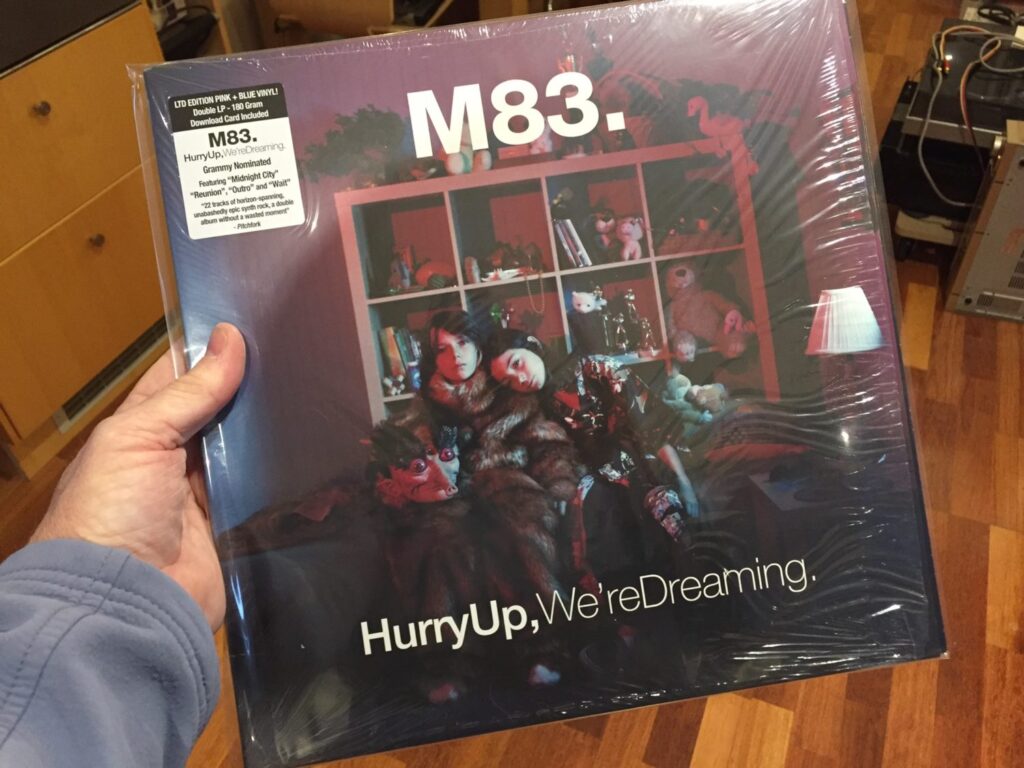 LTD EDITION PINK + BLUE VINYL!
Double LP - 180 Gram
Download Card Included
M83.
HurryUp,We'reDreaming.
Grammy Nominated
Featuring "Midnight City"
"Reunion", "Outro" and "Wait"
"22 tracks of horizon-spanning,
unabashedly epic synth rock, a double
album without a wasted moment"
- Pitchfork
M83.
HurryUp,We'reDreaming.